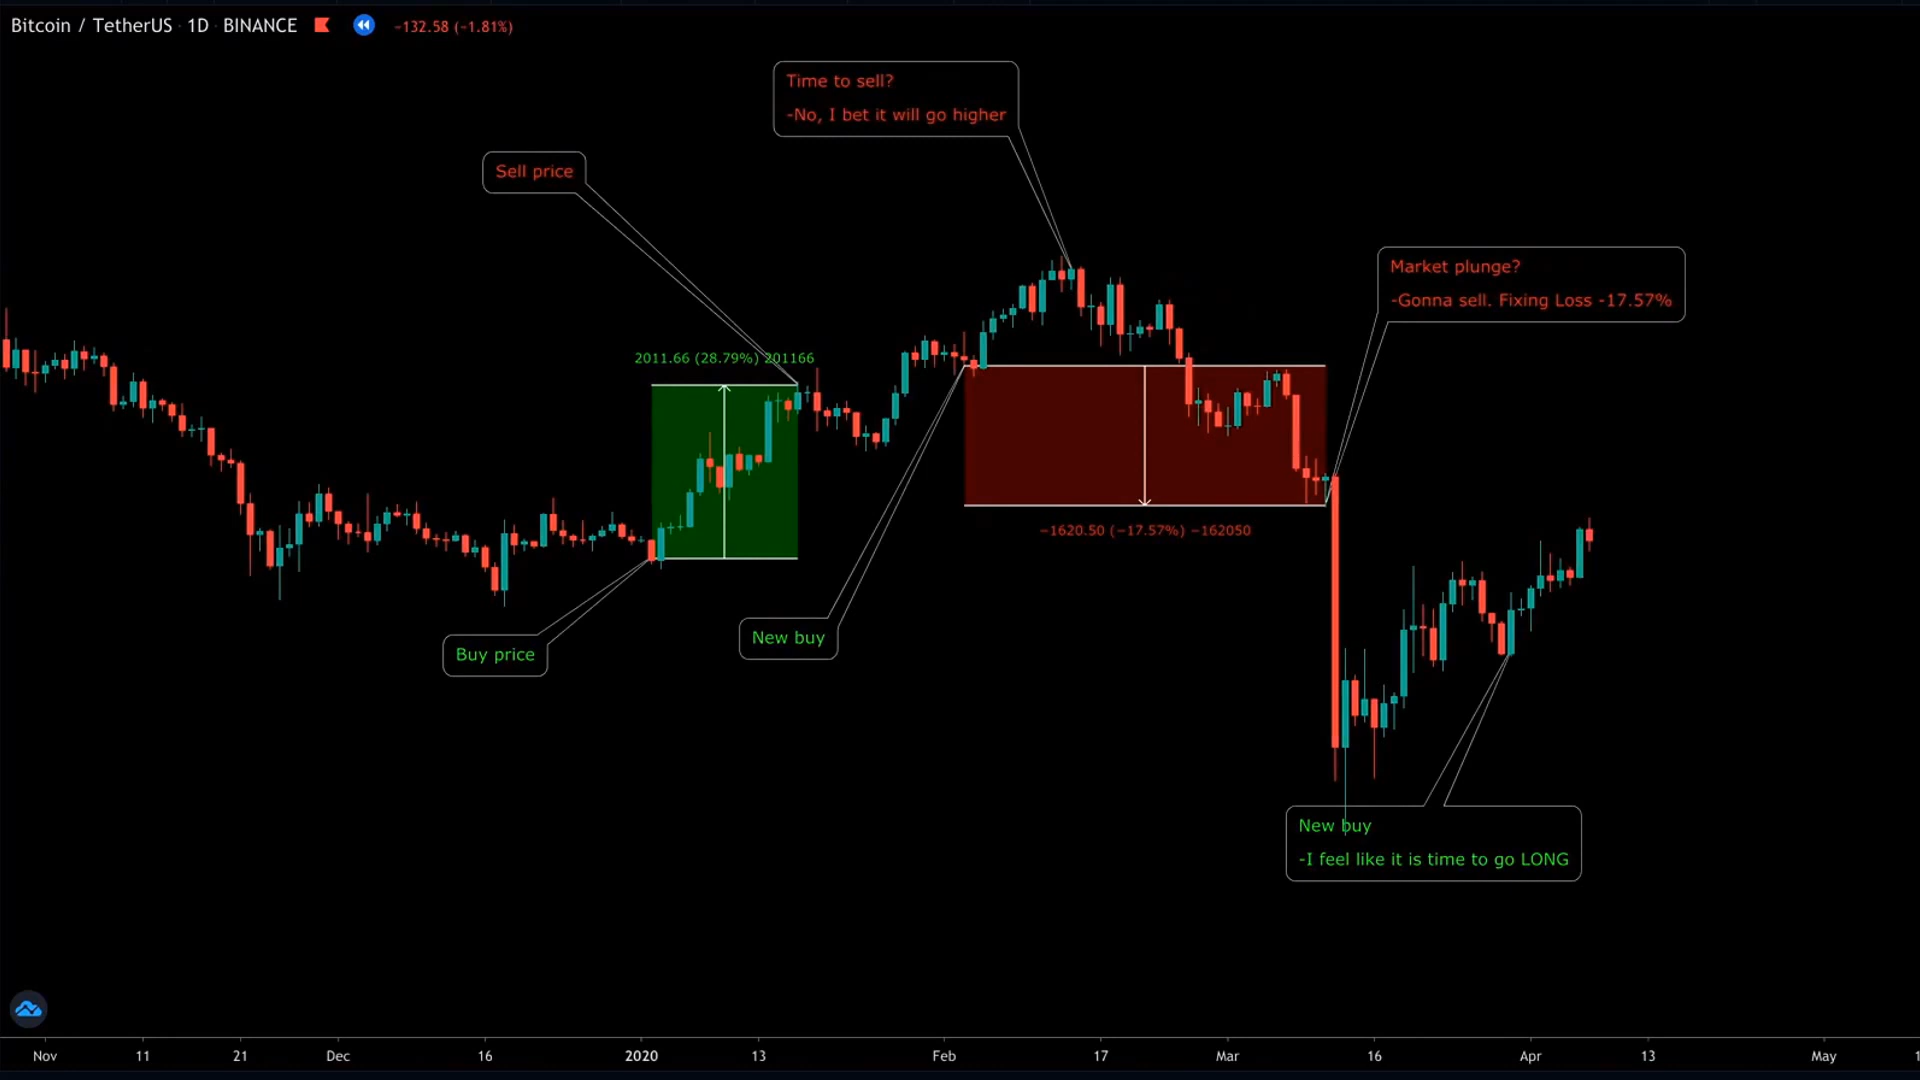 Bitcoin / TetherUS · 1D · BINANCE −132.58 (−1.81%)
Time to sell?
-No, I bet it will go higher
Sell price
Market plunge?
-Gonna sell. Fixing Loss -17.57%
2011.66 (28.79%) 201166
−1620.50 (−17.57%) −162050
New buy
Buy price
New buy
-I feel like it is time to go LONG
Nov 11 21 Dec 16 2020 13 Feb 17 Mar 16 Apr 13 May